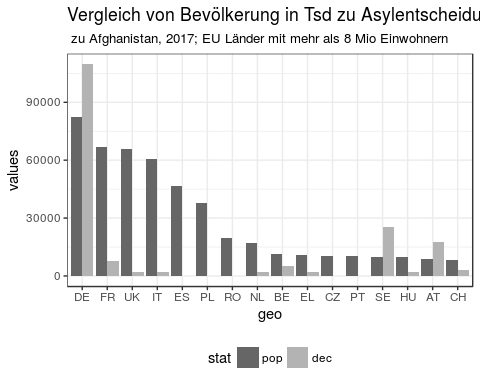 Vergleich von Bevölkerung in Tsd zu Asylentscheidu
zu Afghanistan, 2017; EU Länder mit mehr als 8 Mio Einwohnern
values
90000
60000
30000
0
DE FR UK IT ES PL RO NL BE EL CZ PT SE HU AT CH
geo
stat pop dec